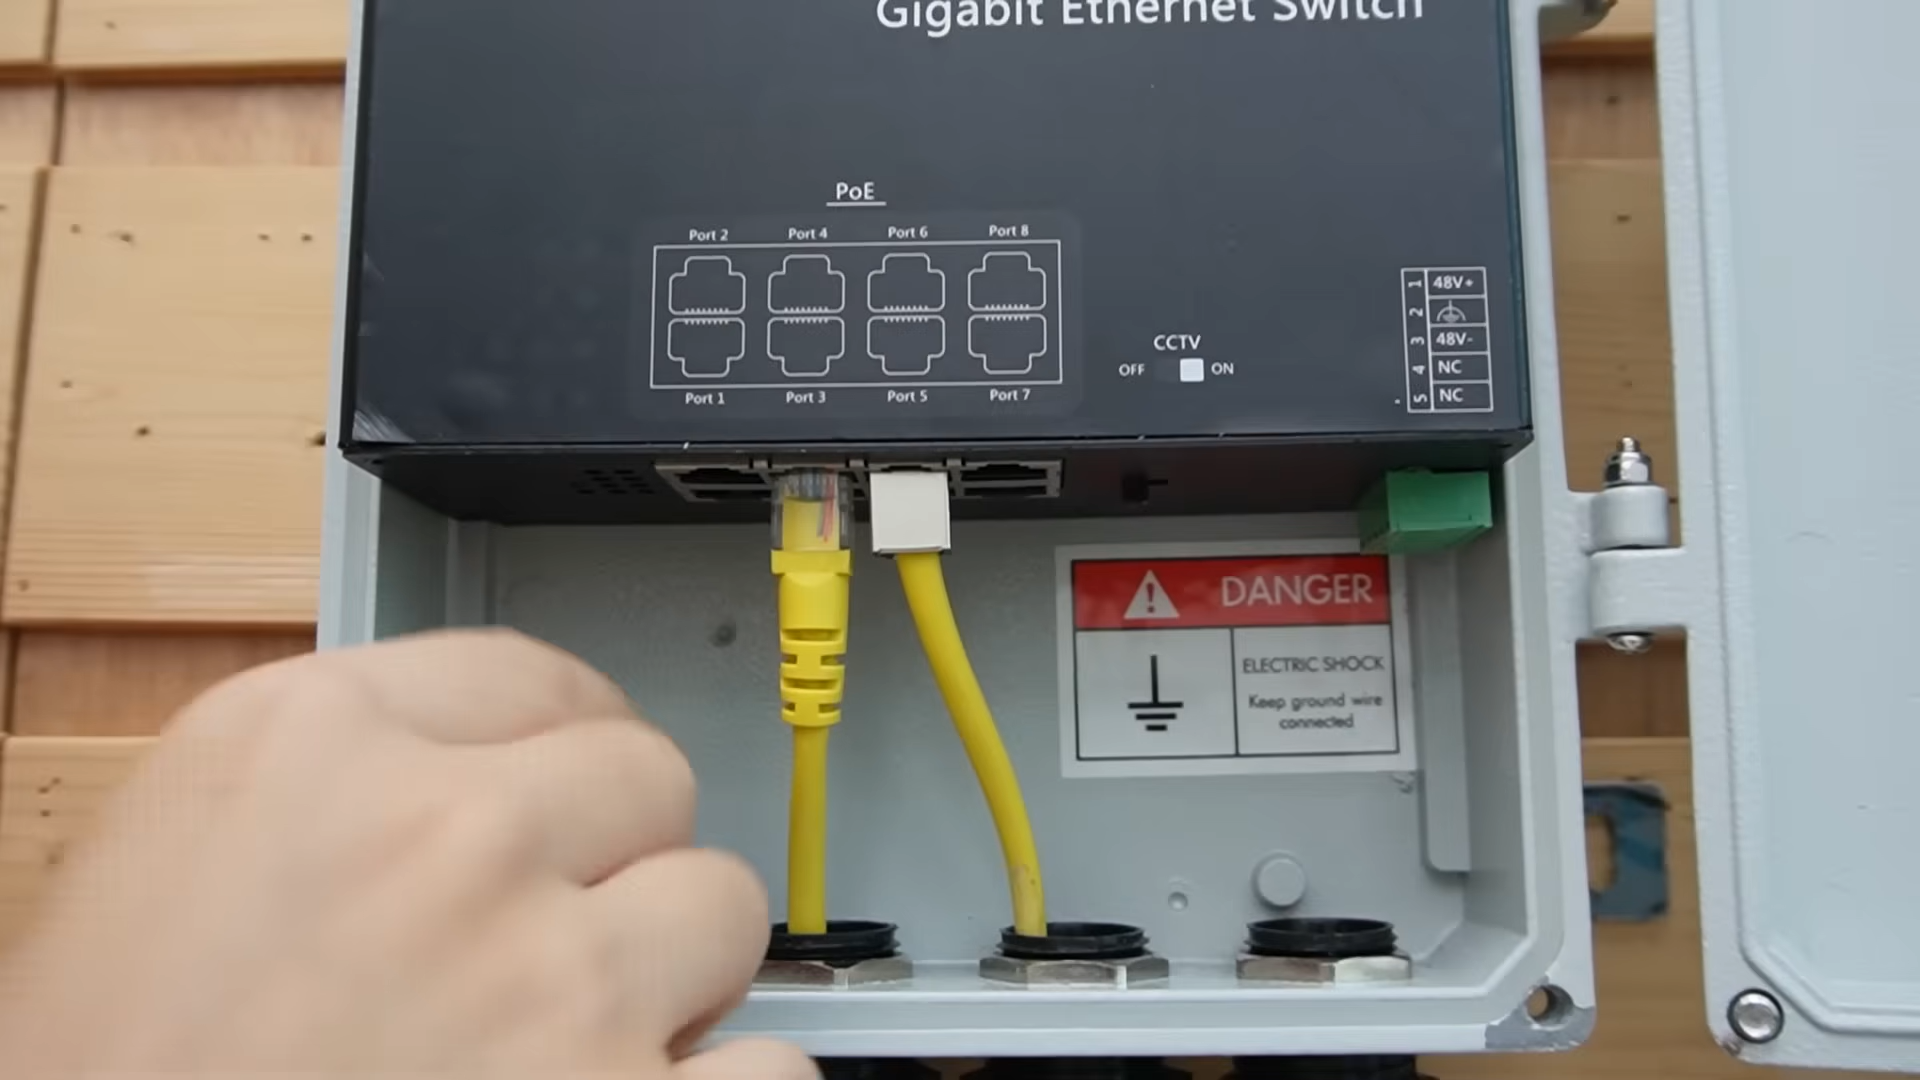 Gigabit Ethernet Switch
PoE
Port 2 Port 4 Port 6 Port 8
Port 1 Port 3 Port 5 Port 7
CCTV
OFF ON
1 48V+
2
3 48V-
4 NC
5 NC
DANGER
ELECTRIC SHOCK
Keep ground wire
connected